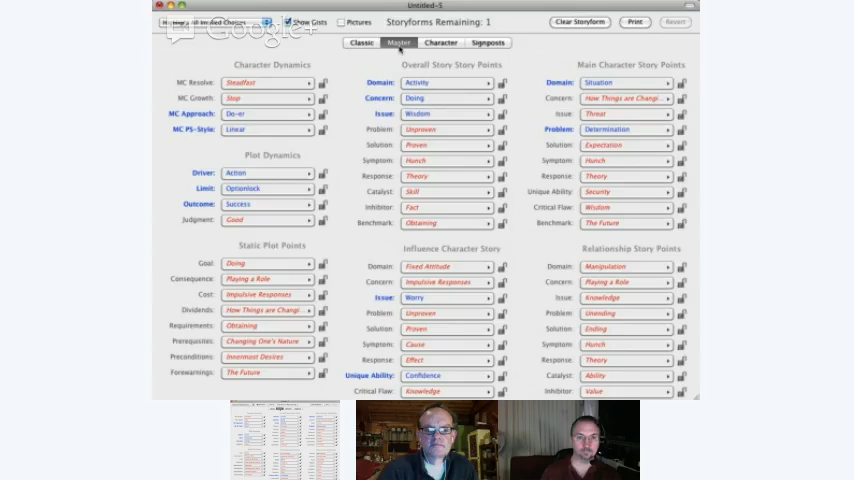 Untitled-5
Show Gists
Pictures
Storyforms Remaining: 1
Clear Storyform
Print
Revert
Google+
Classic
Master
Character
Signposts
Character Dynamics
MC Resolve: Steadfast
MC Growth: Stop
MC Approach: Do-er
MC PS-Style: Linear
Plot Dynamics
Driver: Action
Limit: Optionlock
Outcome: Success
Judgment: Good
Static Plot Points
Goal: Doing
Consequence: Playing a Role
Cost: Impulsive Responses
Dividends: How Things are Changi...
Requirements: Obtaining
Prerequisites: Changing One's Nature
Preconditions: Innermost Desires
Forewarnings: The Future
Overall Story Story Points
Domain: Activity
Concern: Doing
Issue: Wisdom
Problem: Unproven
Solution: Proven
Symptom: Hunch
Response: Theory
Catalyst: Skill
Inhibitor: Fact
Benchmark: Obtaining
Influence Character Story
Domain: Fixed Attitude
Concern: Impulsive Responses
Issue: Worry
Problem: Unproven
Solution: Proven
Symptom: Cause
Response: Effect
Unique Ability: Confidence
Critical Flaw: Knowledge
Main Character Story Points
Domain: Situation
Concern: How Things are Changi...
Issue: Threat
Problem: Determination
Solution: Expectation
Symptom: Hunch
Response: Theory
Unique Ability: Security
Critical Flaw: Wisdom
Benchmark: The Future
Relationship Story Points
Domain: Manipulation
Concern: Playing a Role
Issue: Knowledge
Problem: Unending
Solution: Ending
Symptom: Hunch
Response: Theory
Catalyst: Ability
Inhibitor: Value